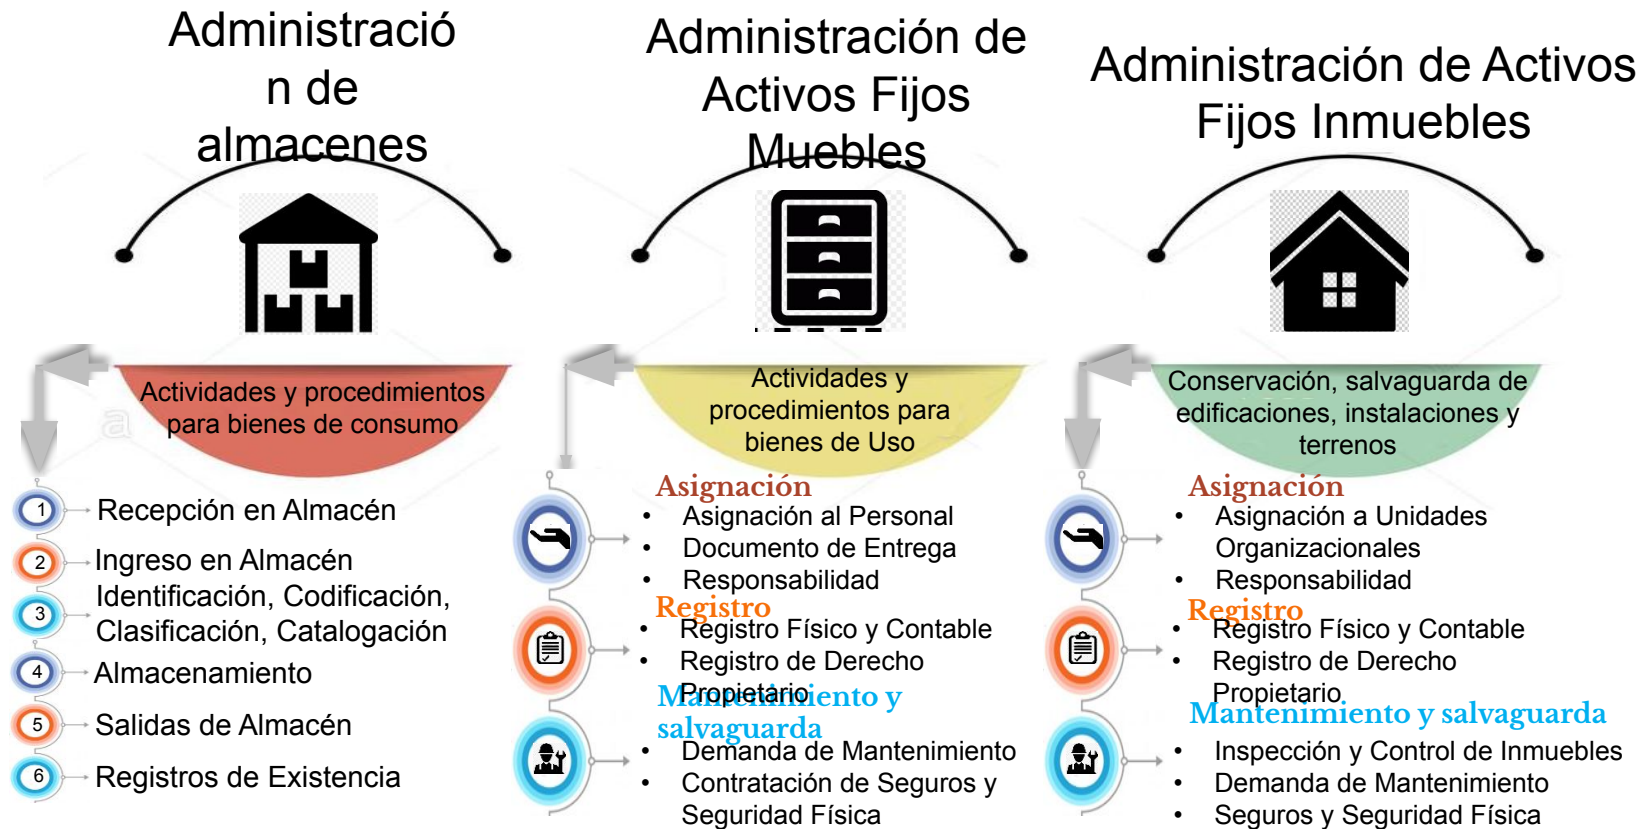 Administració
n de
almacenes
Actividades y procedimientos
para bienes de consumo
a
1
Recepción en Almacén
2
Ingreso en Almacén
3
Identificación, Codificación,
Clasificación, Catalogación
4
Almacenamiento
5
Salidas de Almacén
6
Registros de Existencia
Administración de
Activos Fijos
Muebles
Actividades y
procedimientos para
bienes de Uso
Asignación
• Asignación al Personal
• Documento de Entrega
• Responsabilidad
Registro
• Registro Físico y Contable
• Registro de Derecho
Propietario
Mantenimiento y
salvaguarda
• Demanda de Mantenimiento
• Contratación de Seguros y
Seguridad Física
Administración de Activos
Fijos Inmuebles
Conservación, salvaguarda de
edificaciones, instalaciones y
terrenos
Asignación
• Asignación a Unidades
Organizacionales
• Responsabilidad
Registro
• Registro Físico y Contable
• Registro de Derecho
Propietario
Mantenimiento y salvaguarda
• Inspección y Control de Inmuebles
• Demanda de Mantenimiento
• Seguros y Seguridad Física